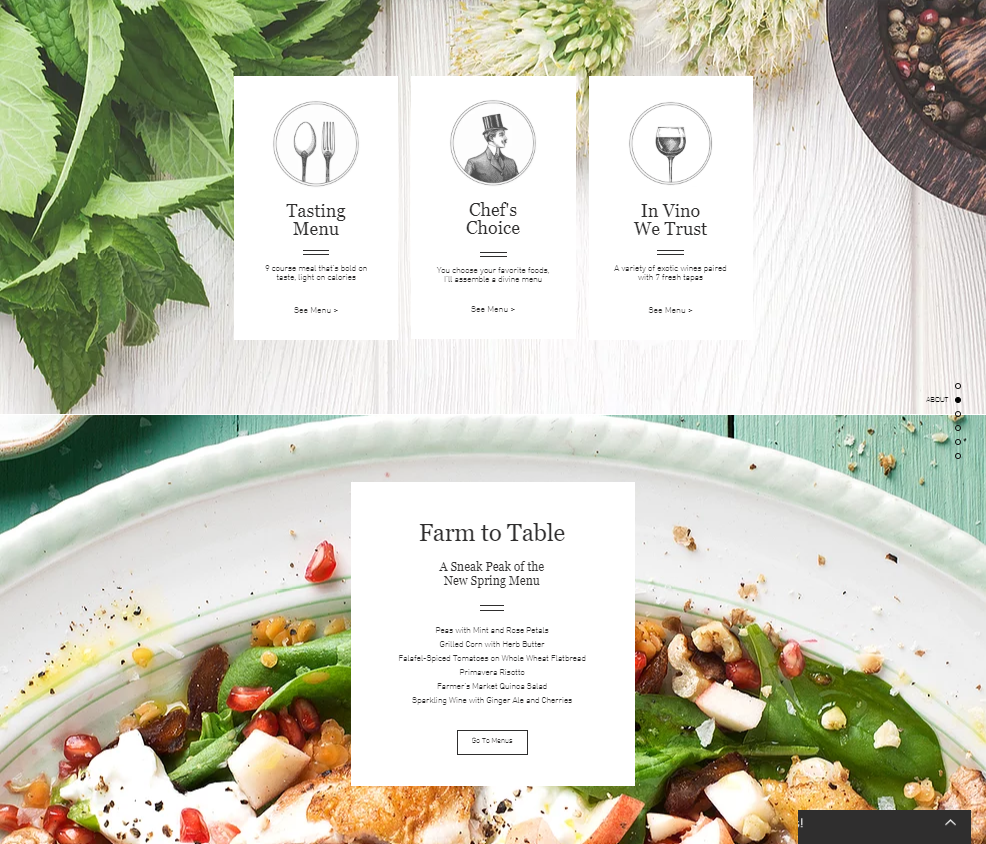 Tasting
Menu
9 course meal that's bold on
taste, light on calories
See Menu >
Chef's
Choice
You choose your favorite foods,
I'll assemble a divine menu
See Menu >
In Vino
We Trust
A variety of exotic wines paired
with 7 fresh tapas
See Menu >
ABOUT
Farm to Table
A Sneak Peak of the
New Spring Menu
Peas with Mint and Rose Petals
Grilled Corn with Herb Butter
Falafel-Spiced Tomatoes on Whole Wheat Flatbread
Primavera Risotto
Farmer's Market Quinoa Salad
Sparkling Wine with Ginger Ale and Cherries
Go To Menus